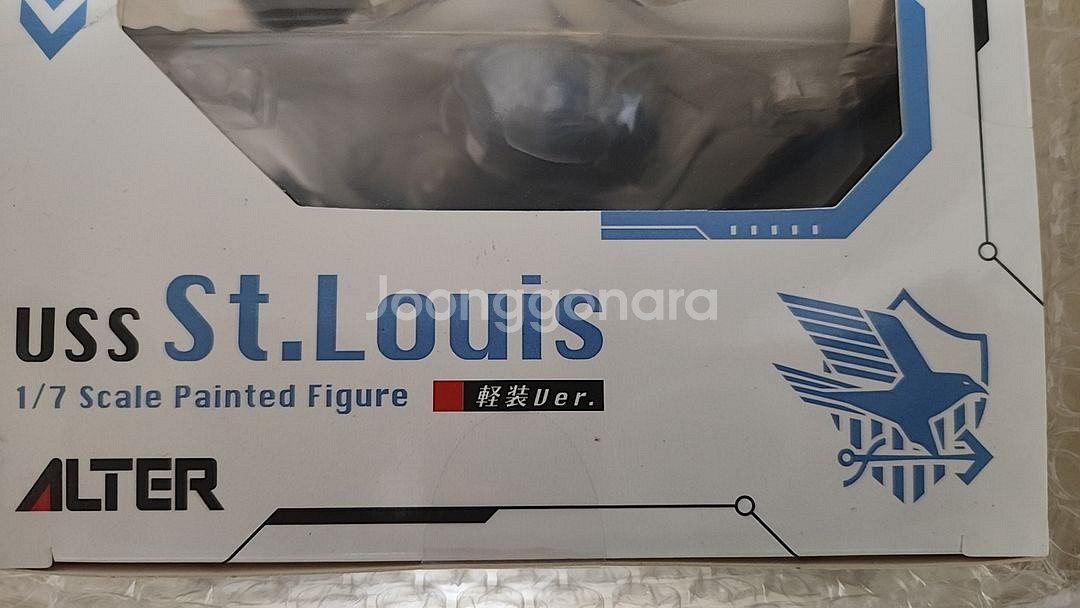 Joonggonara
USS St.Louis
1/7 Scale Painted Figure 軽装Ver.
ALTER